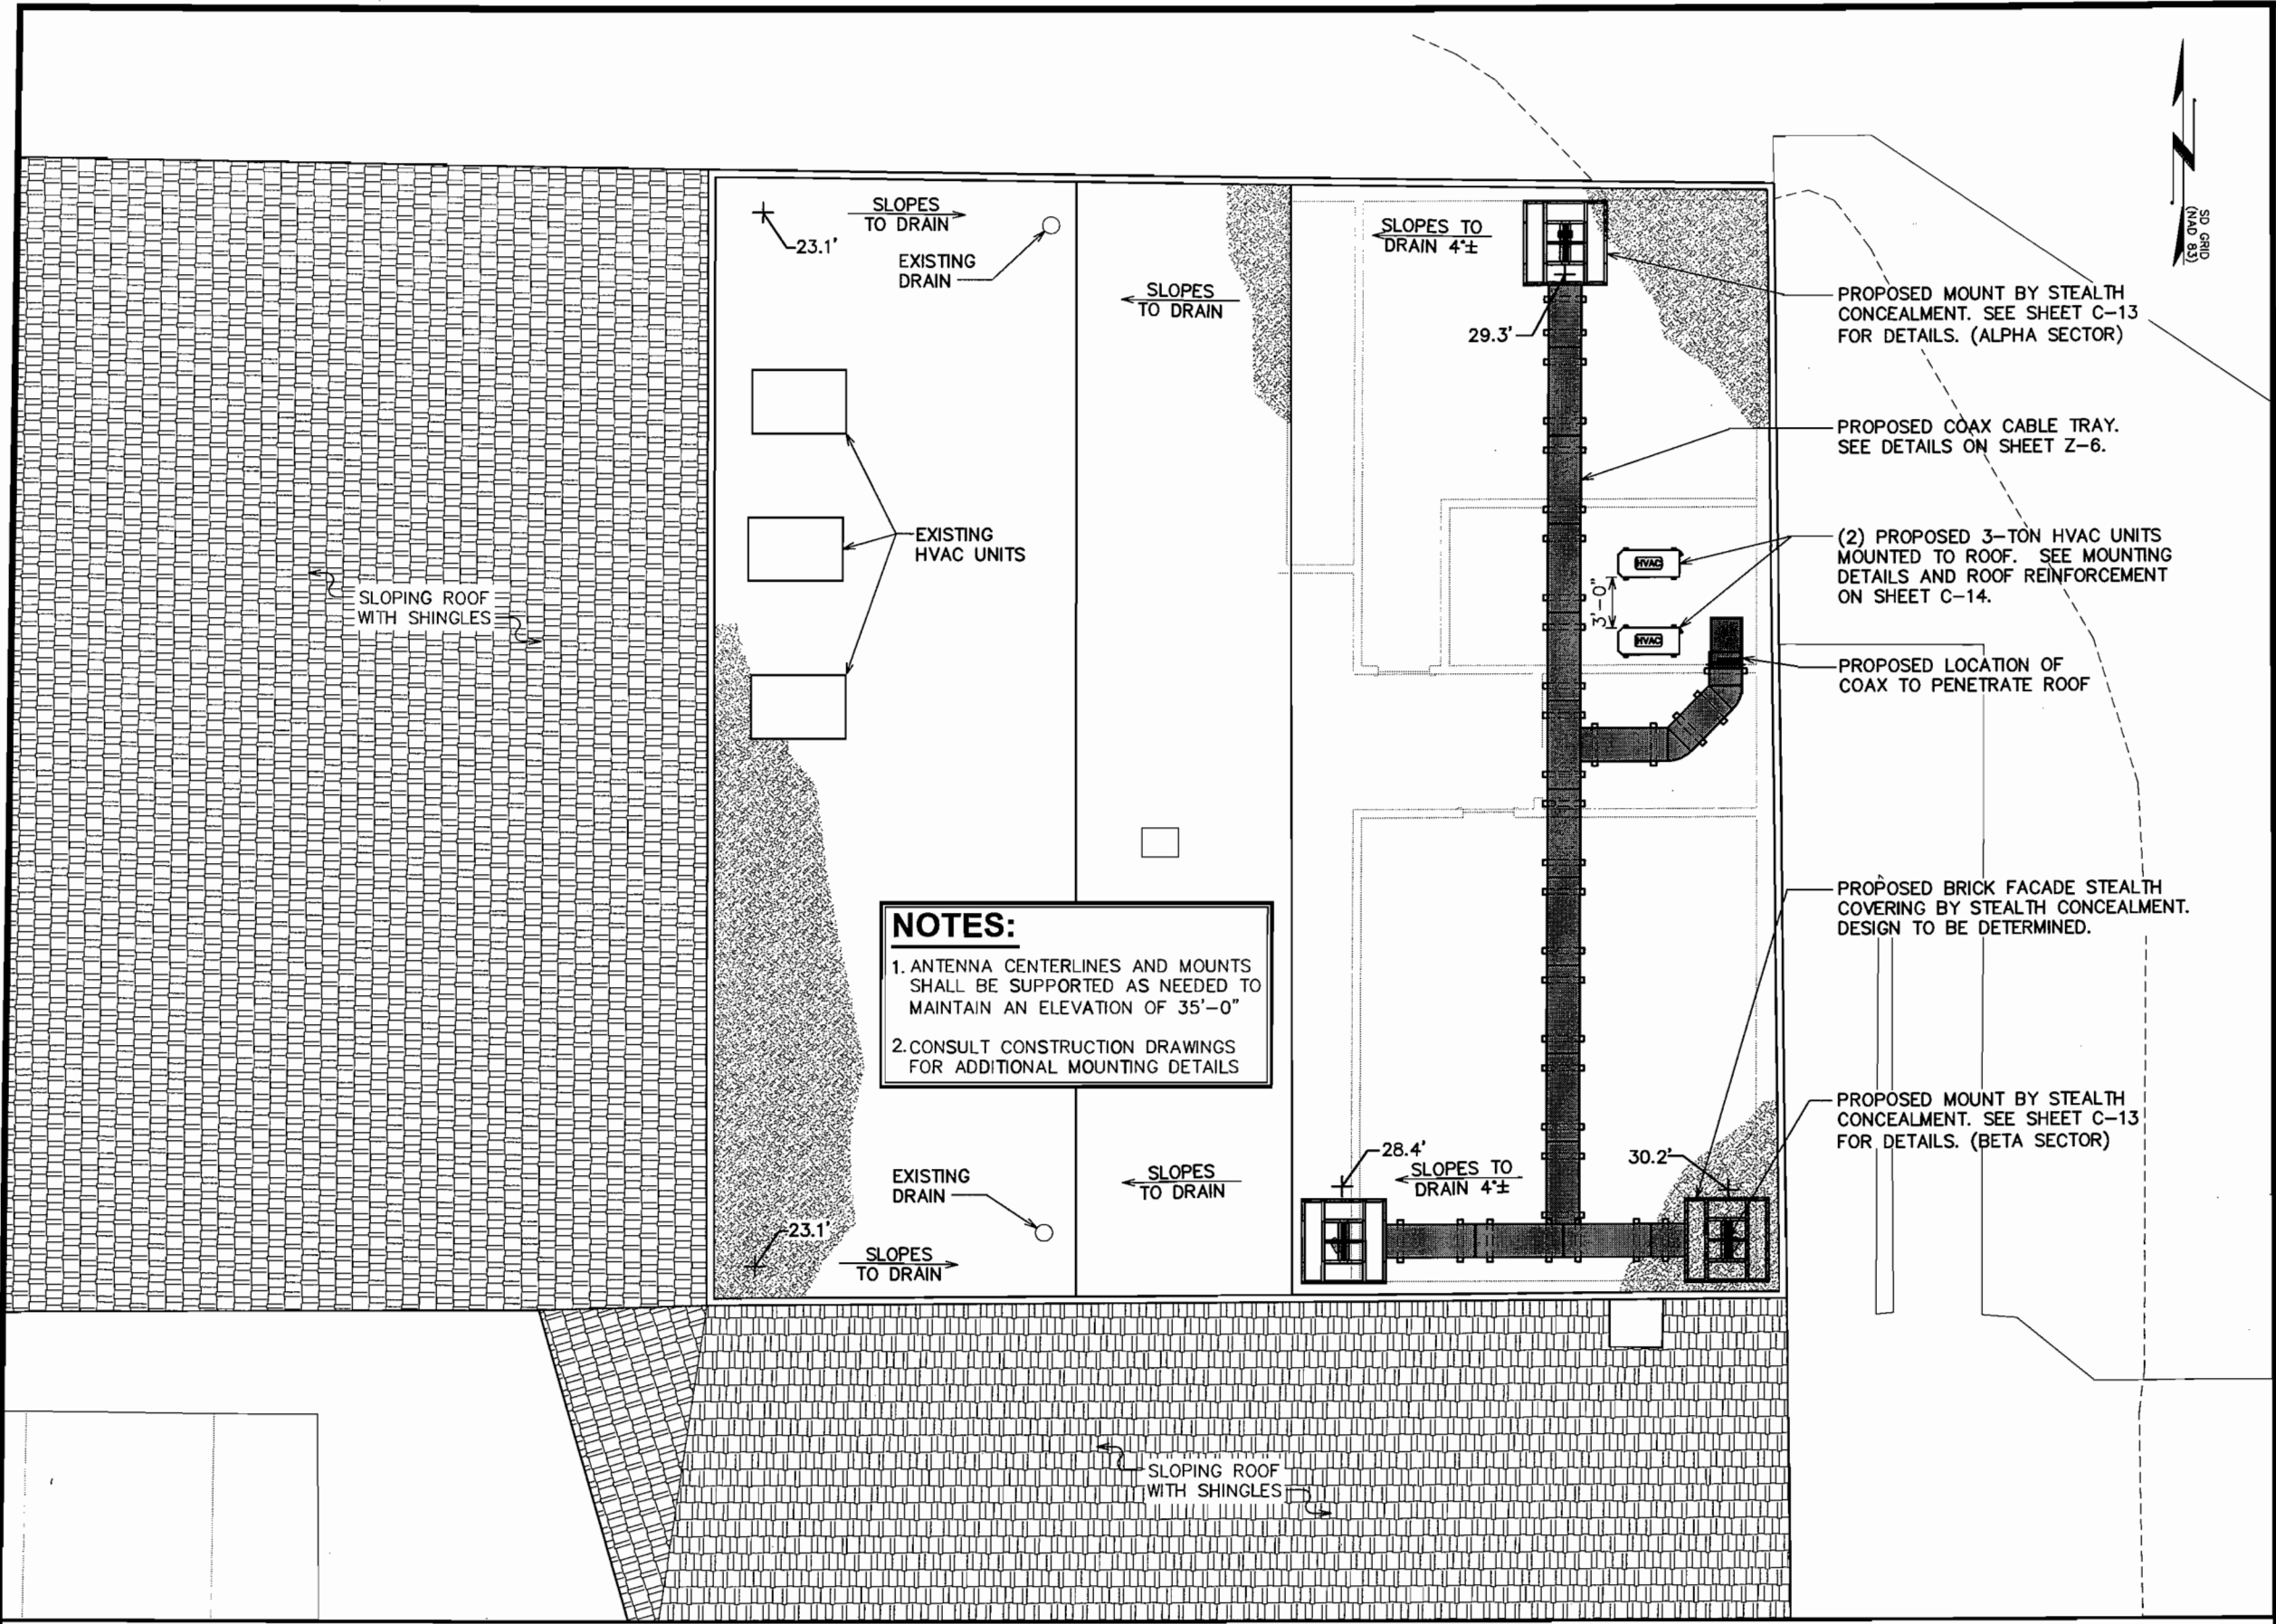 SD GRID
(NAD 83)
SLOPES
TO DRAIN
23.1'
EXISTING
DRAIN
SLOPES
TO DRAIN
SLOPES TO
DRAIN 4°±
29.3'
PROPOSED MOUNT BY STEALTH
CONCEALMENT. SEE SHEET C-13
FOR DETAILS. (ALPHA SECTOR)
PROPOSED COAX CABLE TRAY.
SEE DETAILS ON SHEET Z-6.
EXISTING
HVAC UNITS
(2) PROPOSED 3-TON HVAC UNITS
MOUNTED TO ROOF. SEE MOUNTING
DETAILS AND ROOF REINFORCEMENT
ON SHEET C-14.
HVAC
3'-0"
HVAC
SLOPING ROOF
WITH SHINGLES
PROPOSED LOCATION OF
COAX TO PENETRATE ROOF
PROPOSED BRICK FACADE STEALTH
COVERING BY STEALTH CONCEALMENT.
DESIGN TO BE DETERMINED.
NOTES:
1. ANTENNA CENTERLINES AND MOUNTS
SHALL BE SUPPORTED AS NEEDED TO
MAINTAIN AN ELEVATION OF 35'-0"
2. CONSULT CONSTRUCTION DRAWINGS
FOR ADDITIONAL MOUNTING DETAILS
PROPOSED MOUNT BY STEALTH
CONCEALMENT. SEE SHEET C-13
FOR DETAILS. (BETA SECTOR)
28.4'
SLOPES TO
DRAIN 4°±
30.2'
EXISTING
DRAIN
SLOPES
TO DRAIN
23.1'
SLOPES
TO DRAIN
SLOPING ROOF
WITH SHINGLES